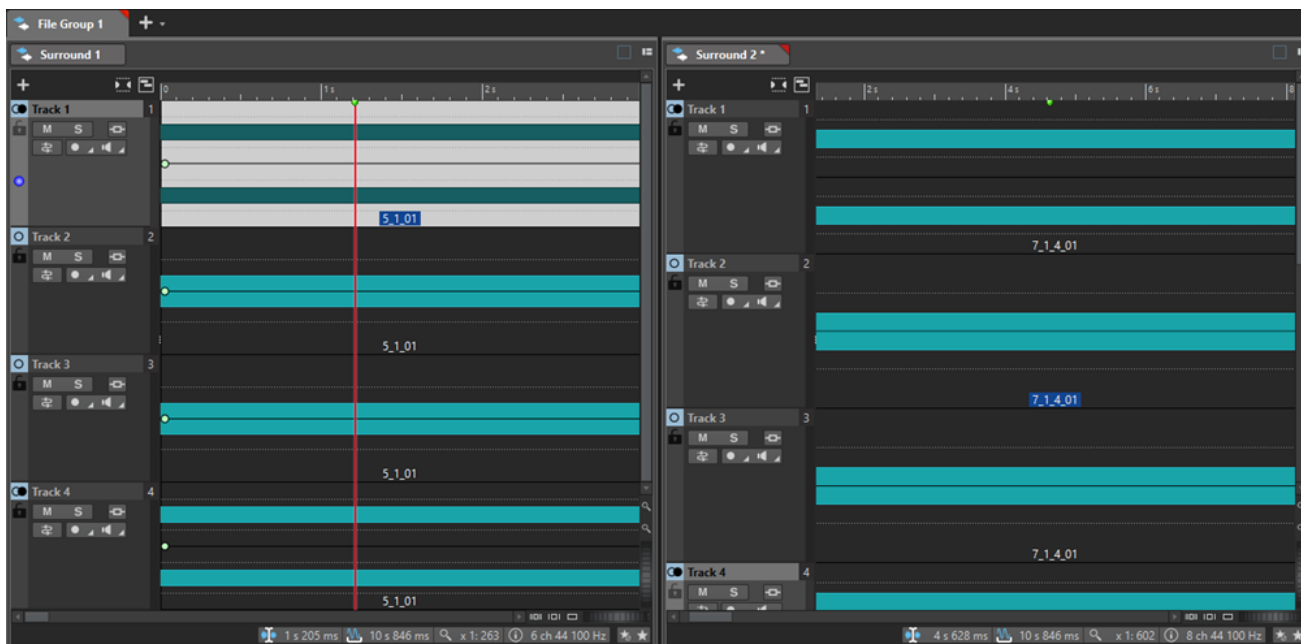 File Group 1
Surround 1
0 1 s 2 s
Track 1 1
M S
5_1_01
Track 2 2
M S
5_1_01
Track 3 3
M S
5_1_01
Track 4 4
M S
5_1_01
1 s 205 ms 10 s 846 ms x 1: 263 6 ch 44 100 Hz
Surround 2 *
2 s 4 s 6 s 8
Track 1 1
M S
7_1_4_01
Track 2 2
M S
7_1_4_01
Track 3 3
M S
7_1_4_01
Track 4 4
M S
4 s 628 ms 10 s 846 ms x 1: 602 8 ch 44 100 Hz